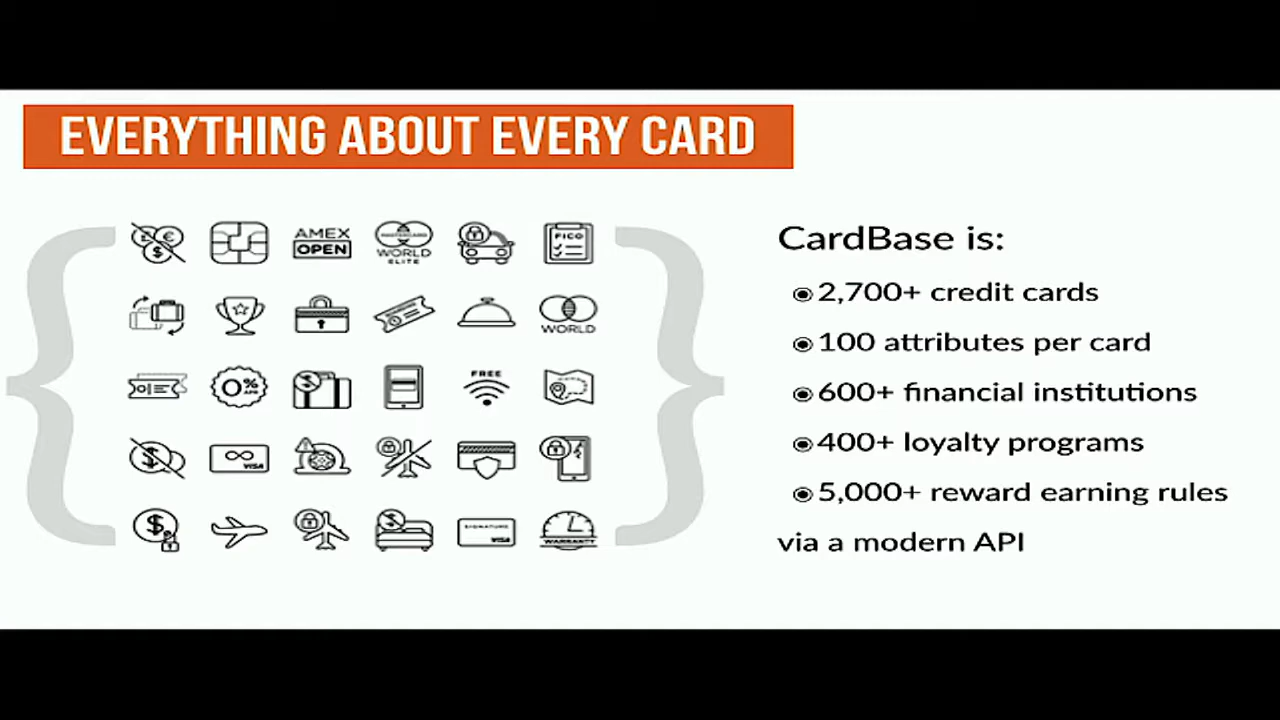 EVERYTHING ABOUT EVERY CARD
AMEX
OPEN
MASTERCARD
WORLD
ELITE
FICO
WORLD
0% APR
FREE
VISA
SIGNATURE
VISA
WARRANTY
CardBase is:
2,700+ credit cards
100 attributes per card
600+ financial institutions
400+ loyalty programs
5,000+ reward earning rules
via a modern API